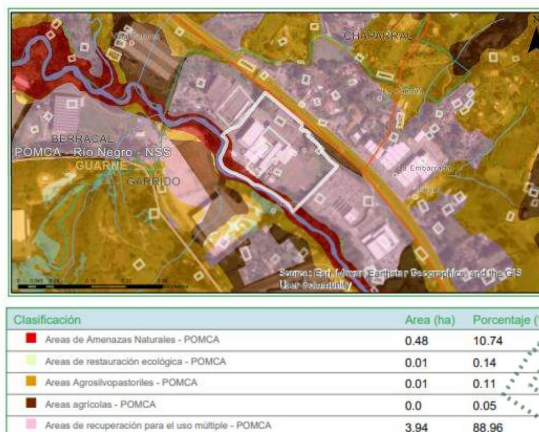 CHAPARRAL
BERRACAL
POMCA - Río Negro - NSS
GUARNE
GARRIDO
Embarcado
Source: Esri, Maxar, Earthstar Geographics, and the GIS
User Community
Clasificación Area (ha) Porcentaje (
Areas de Amenazas Naturales - POMCA 0.48 10.74
Areas de restauración ecológica - POMCA 0.01 0.14
Areas Agrosilvopastoriles - POMCA 0.01 0.11
Areas agrícolas - POMCA 0.0 0.05
Areas de recuperación para el uso múltiple - POMCA 3.94 88.96